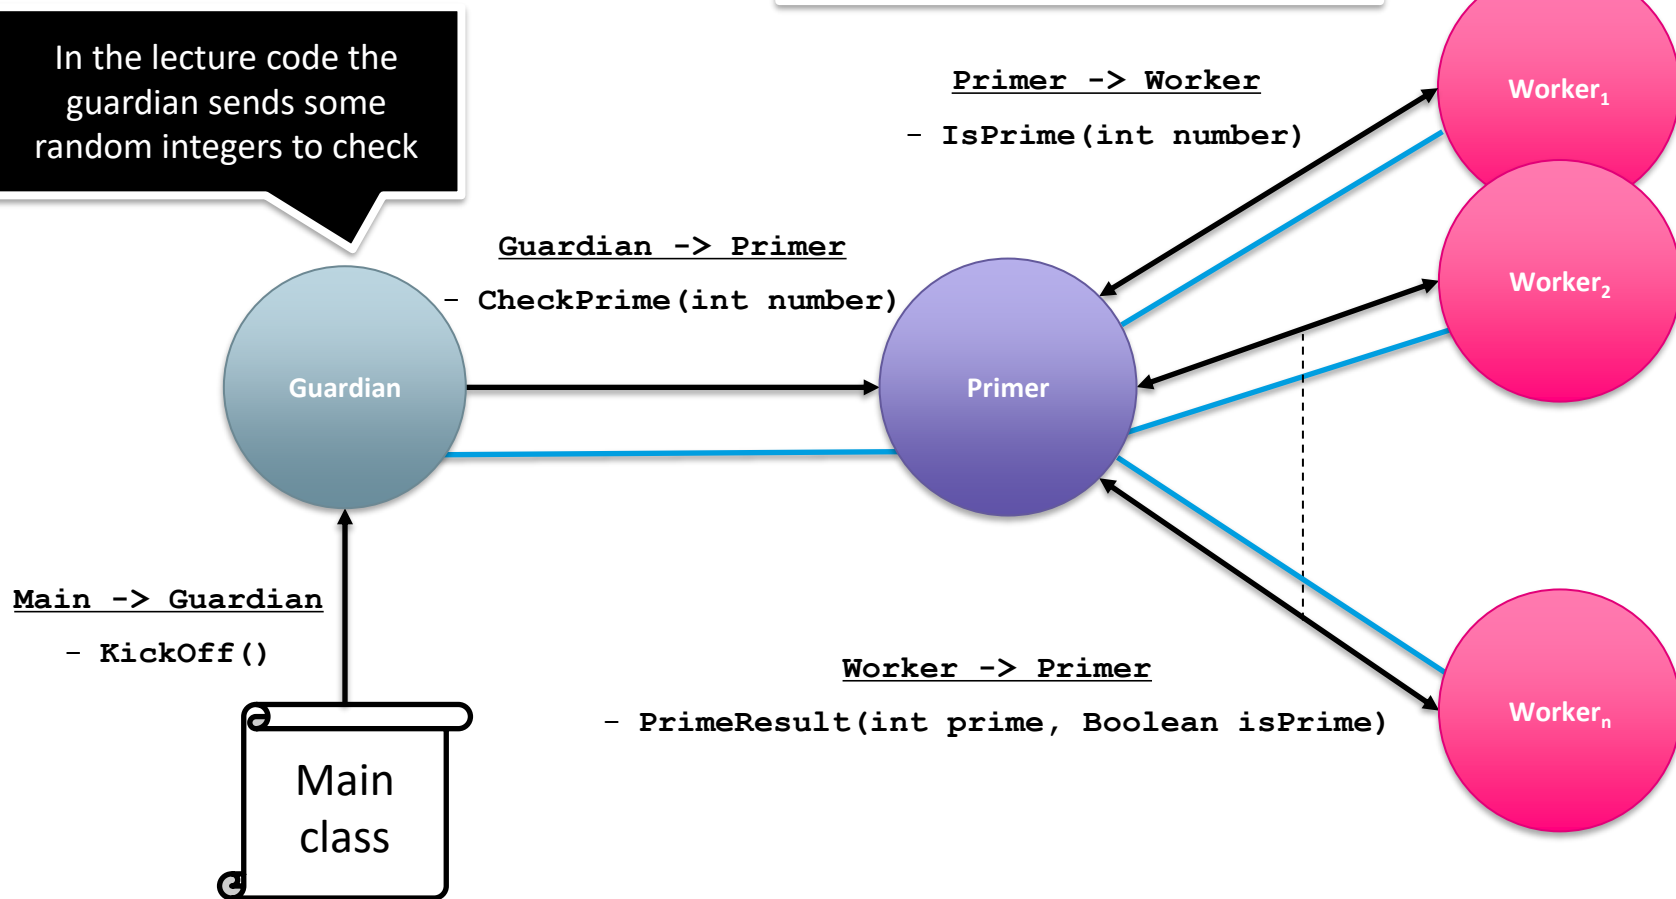 In the lecture code the
guardian sends some
random integers to check
Primer -> Worker
- IsPrime(int number)
Worker1
Guardian -> Primer
- CheckPrime(int number)
Worker2
Guardian
Primer
Main -> Guardian
- KickOff()
Worker -> Primer
- PrimeResult(int prime, Boolean isPrime)
Workern
Main
class